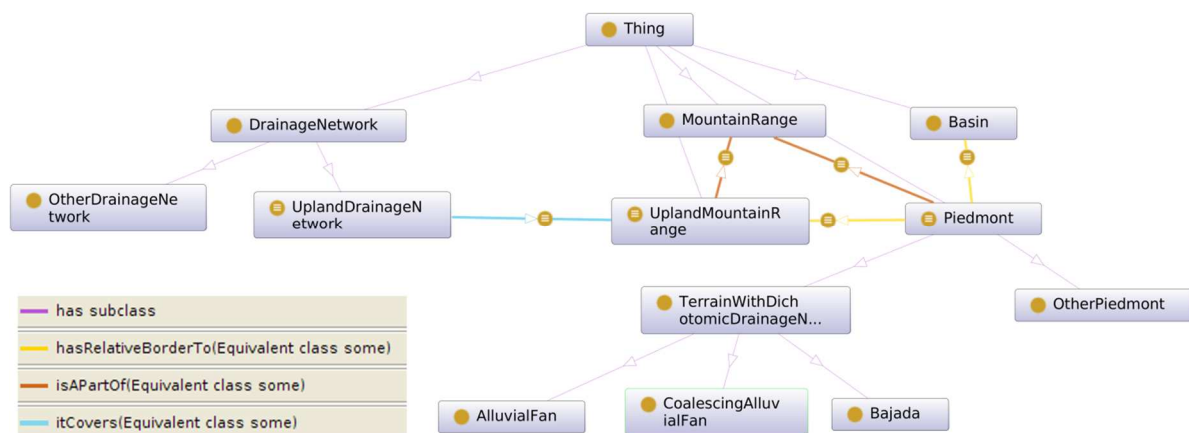 Thing
DrainageNetwork
MountainRange
Basin
OtherDrainageNe
twork
UplandDrainageN
etwork
UplandMountainR
ange
Piedmont
has subclass
hasRelativeBorderTo(Equivalent class some)
isAPartOf(Equivalent class some)
itCovers(Equivalent class some)
TerrainWithDich
otomicDrainageN...
OtherPiedmont
AlluvialFan
CoalescingAlluv
ialFan
Bajada